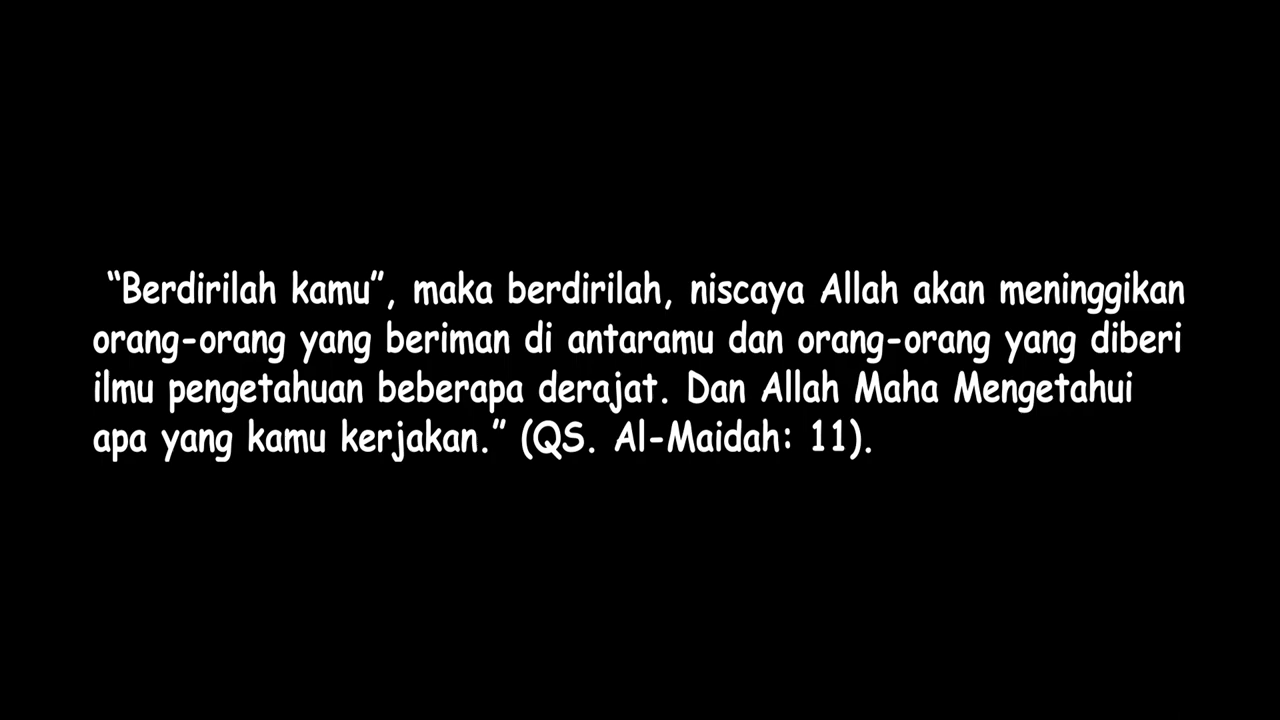 “Berdirilah kamu”, maka berdirilah, niscaya Allah akan meninggikan
orang-orang yang beriman di antaramu dan orang-orang yang diberi
ilmu pengetahuan beberapa derajat. Dan Allah Maha Mengetahui
apa yang kamu kerjakan.” (QS. Al-Maidah: 11).